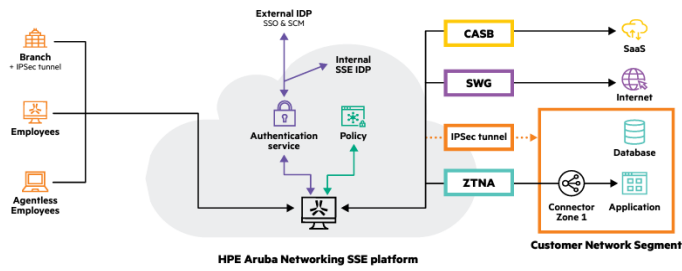 External IDP
SSO & SCM
Internal
SSE IDP
Branch
+ IPSec tunnel
Employees
Agentless
Employees
Authentication
service
Policy
CASB
SaaS
SWG
Internet
IPSec tunnel
Database
ZTNA
Connector
Zone 1
Application
Customer Network Segment
HPE Aruba Networking SSE platform